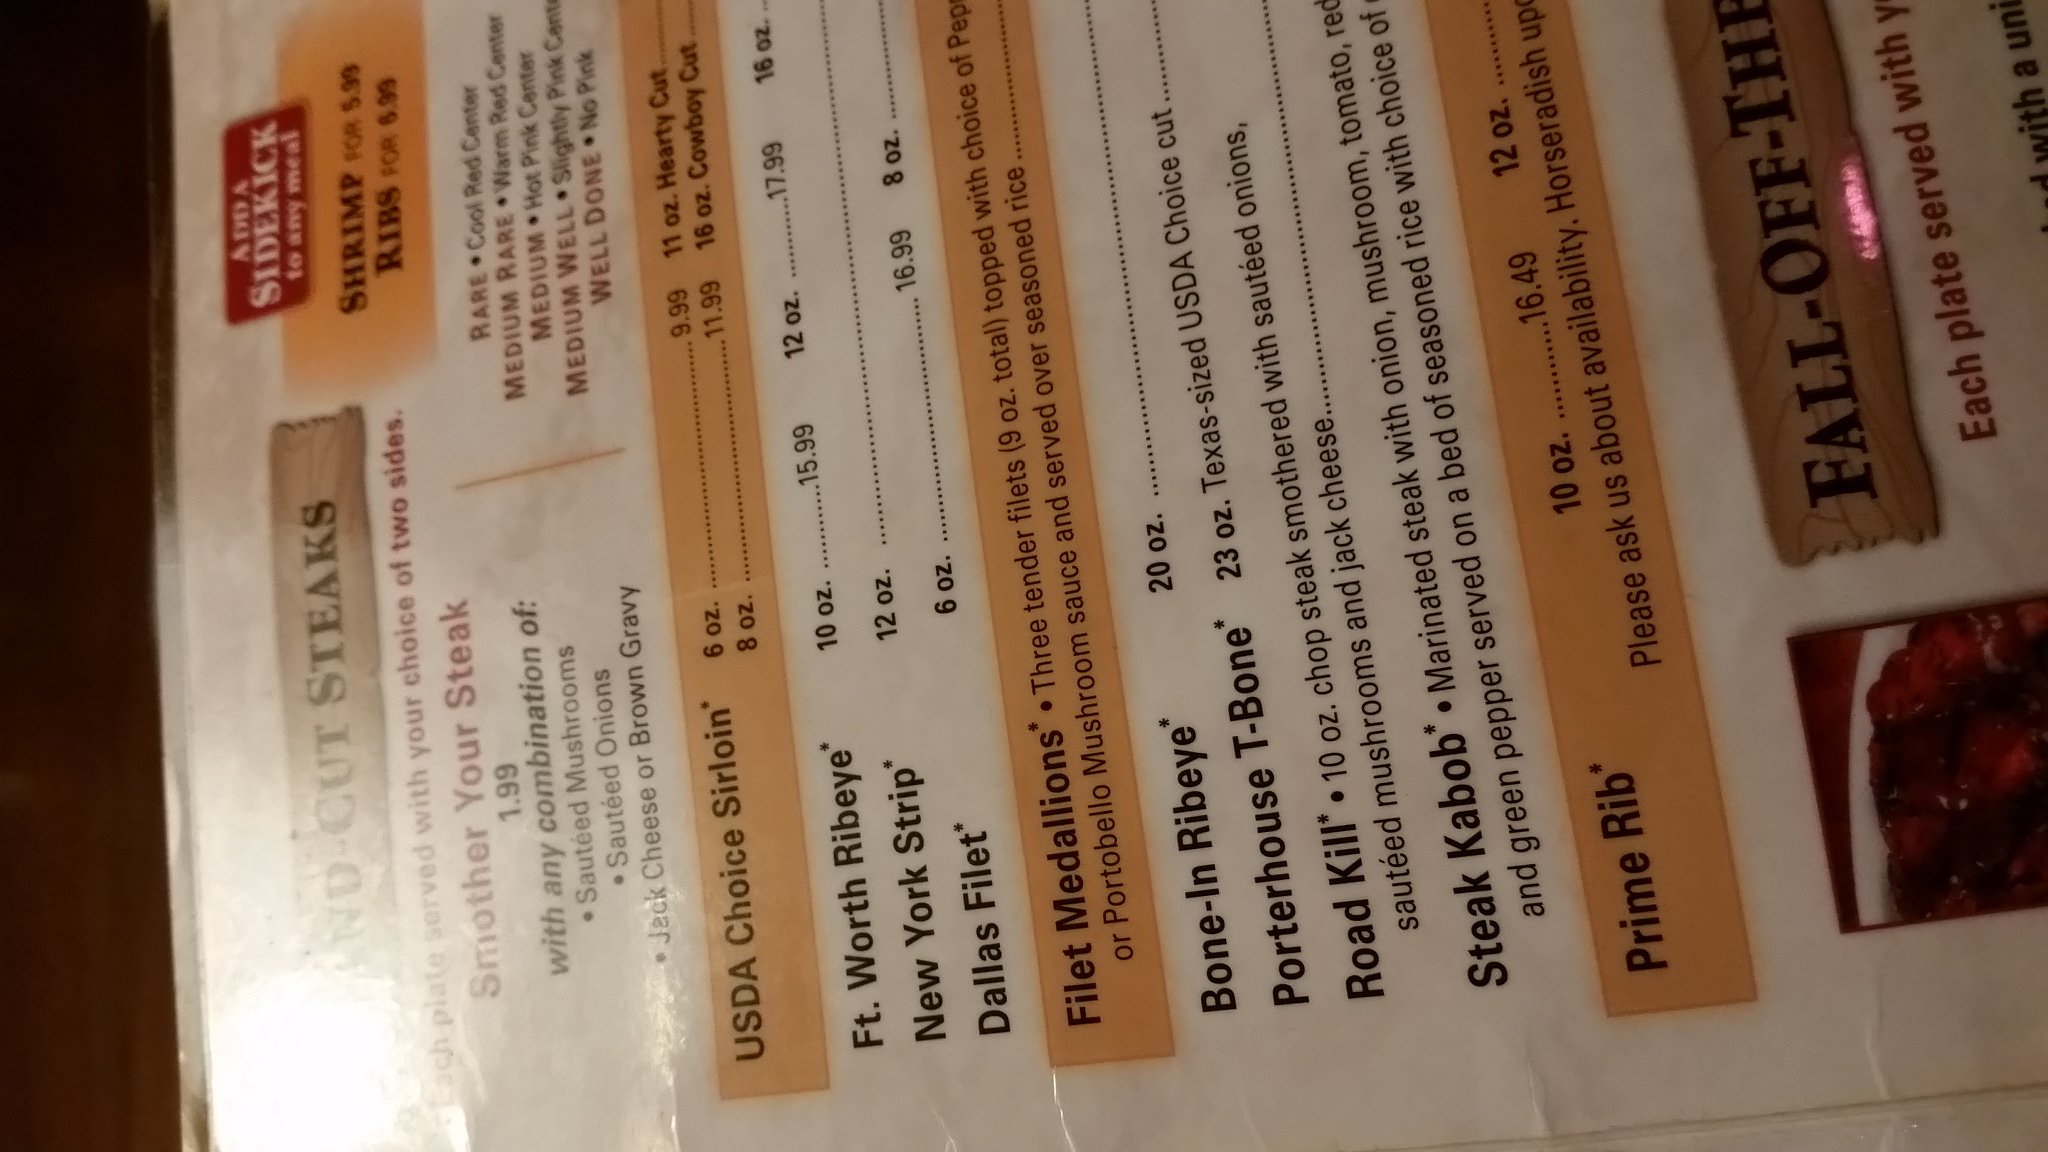 HAND-CUT STEAKS
Each plate served with your choice of two sides.
ADD A
SIDEKICK
to any meal
SHRIMP FOR 5.99
RIBS FOR 6.99
Smother Your Steak
1.99
with any combination of:
• Sautéed Mushrooms
• Sautéed Onions
• Jack Cheese or Brown Gravy
RARE • Cool Red Center
MEDIUM RARE • Warm Red Center
MEDIUM • Hot Pink Center
MEDIUM WELL • Slightly Pink Cente
WELL DONE • No Pink
6 oz. .......... 9.99 11 oz. Hearty Cut ..........
USDA Choice Sirloin* 8 oz. .......... 11.99 16 oz. Cowboy Cut ..........
Ft. Worth Ribeye* 10 oz. ..........15.99 12 oz. ..........17.99 16 oz. ..
New York Strip* 12 oz. ..........
Dallas Filet* 6 oz. .......... 16.99 8 oz. ..........
Filet Medallions* • Three tender filets (9 oz. total) topped with choice of Pep
or Portobello Mushroom sauce and served over seasoned rice ..........
Bone-In Ribeye* 20 oz. ..........
Porterhouse T-Bone* 23 oz. Texas-sized USDA Choice cut ..........
Road Kill* • 10 oz. chop steak smothered with sautéed onions,
sautéed mushrooms and jack cheese..........
Steak Kabob* • Marinated steak with onion, mushroom, tomato, red
and green pepper served on a bed of seasoned rice with choice of
Prime Rib* 10 oz. ..........16.49 12 oz. ..........
Please ask us about availability. Horseradish upo
FALL-OFF-THE
Each plate served with y
with a uni